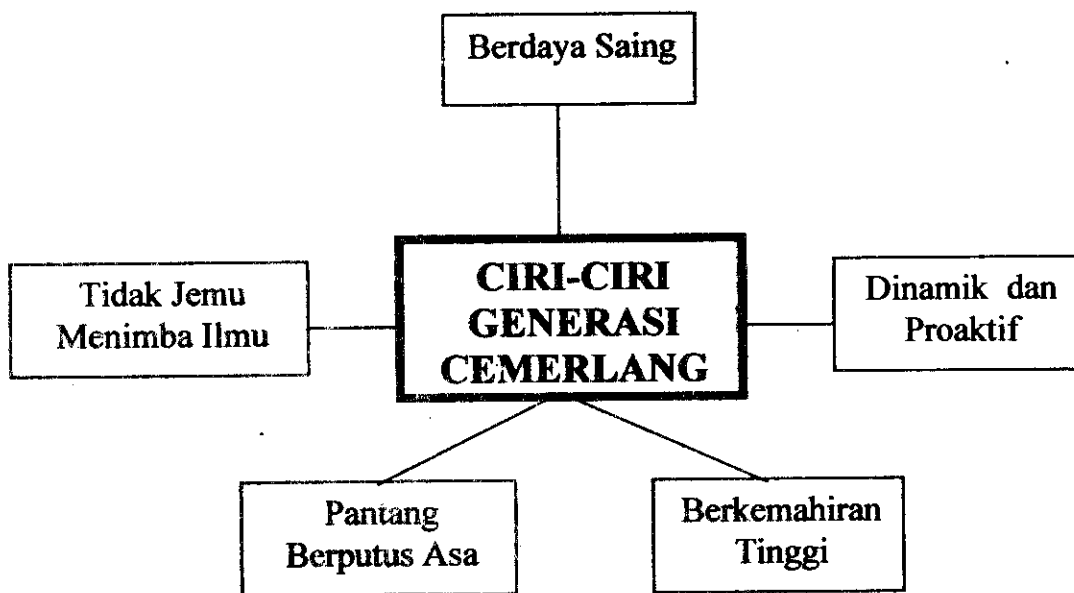 Berdaya Saing
Tidak Jemu
Menimba Ilmu
CIRI-CIRI
GENERASI
CEMERLANG
Dinamik dan
Proaktif
Pantang
Berputus Asa
Berkemahiran
Tinggi